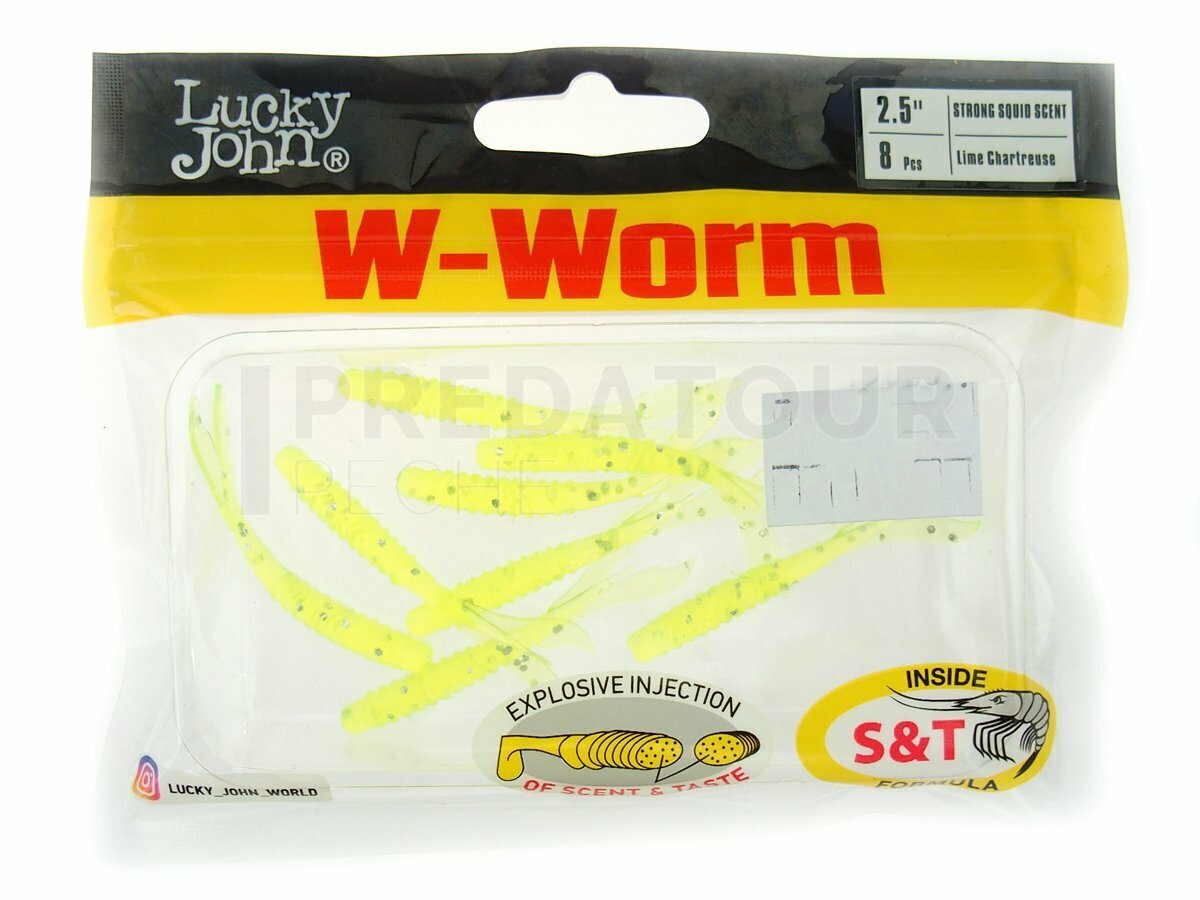 Lucky
John®
2.5"
STRONG SQUID SCENT
8 Pcs
Lime Chartreuse
W-Worm
PREDATOUR
PECHE
EXPLOSIVE INJECTION
OF SCENT & TASTE
INSIDE
S&T
FORMULA
LUCKY_JOHN_WORLD